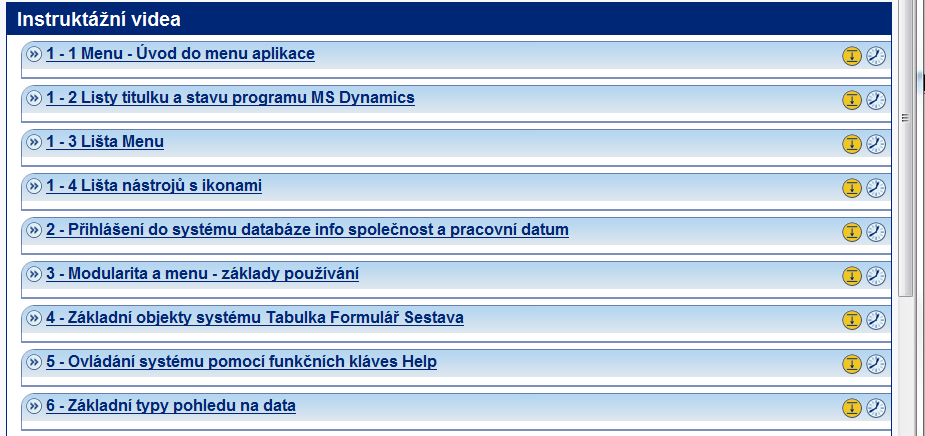 Instruktážní videa
1 - 1 Menu - Úvod do menu aplikace
1 - 2 Listy titulku a stavu programu MS Dynamics
1 - 3 Lišta Menu
1 - 4 Lišta nástrojů s ikonami
2 - Přihlášení do systému databáze info společnost a pracovní datum
3 - Modularita a menu - základy používání
4 - Základní objekty systému Tabulka Formulář Sestava
5 - Ovládání systému pomocí funkčních kláves Help
6 - Základní typy pohledu na data